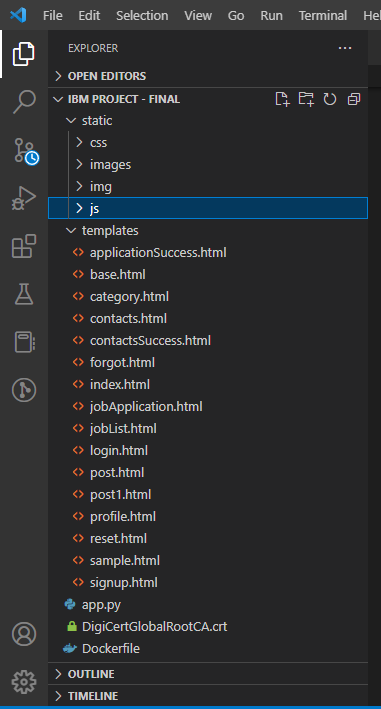 File Edit Selection View Go Run Terminal Help
EXPLORER
OPEN EDITORS
IBM PROJECT - FINAL
static
css
images
img
js
templates
applicationSuccess.html
base.html
category.html
contacts.html
contactsSuccess.html
forgot.html
index.html
jobApplication.html
jobList.html
login.html
post.html
post1.html
profile.html
reset.html
sample.html
signup.html
app.py
DigiCertGlobalRootCA.crt
Dockerfile
OUTLINE
TIMELINE